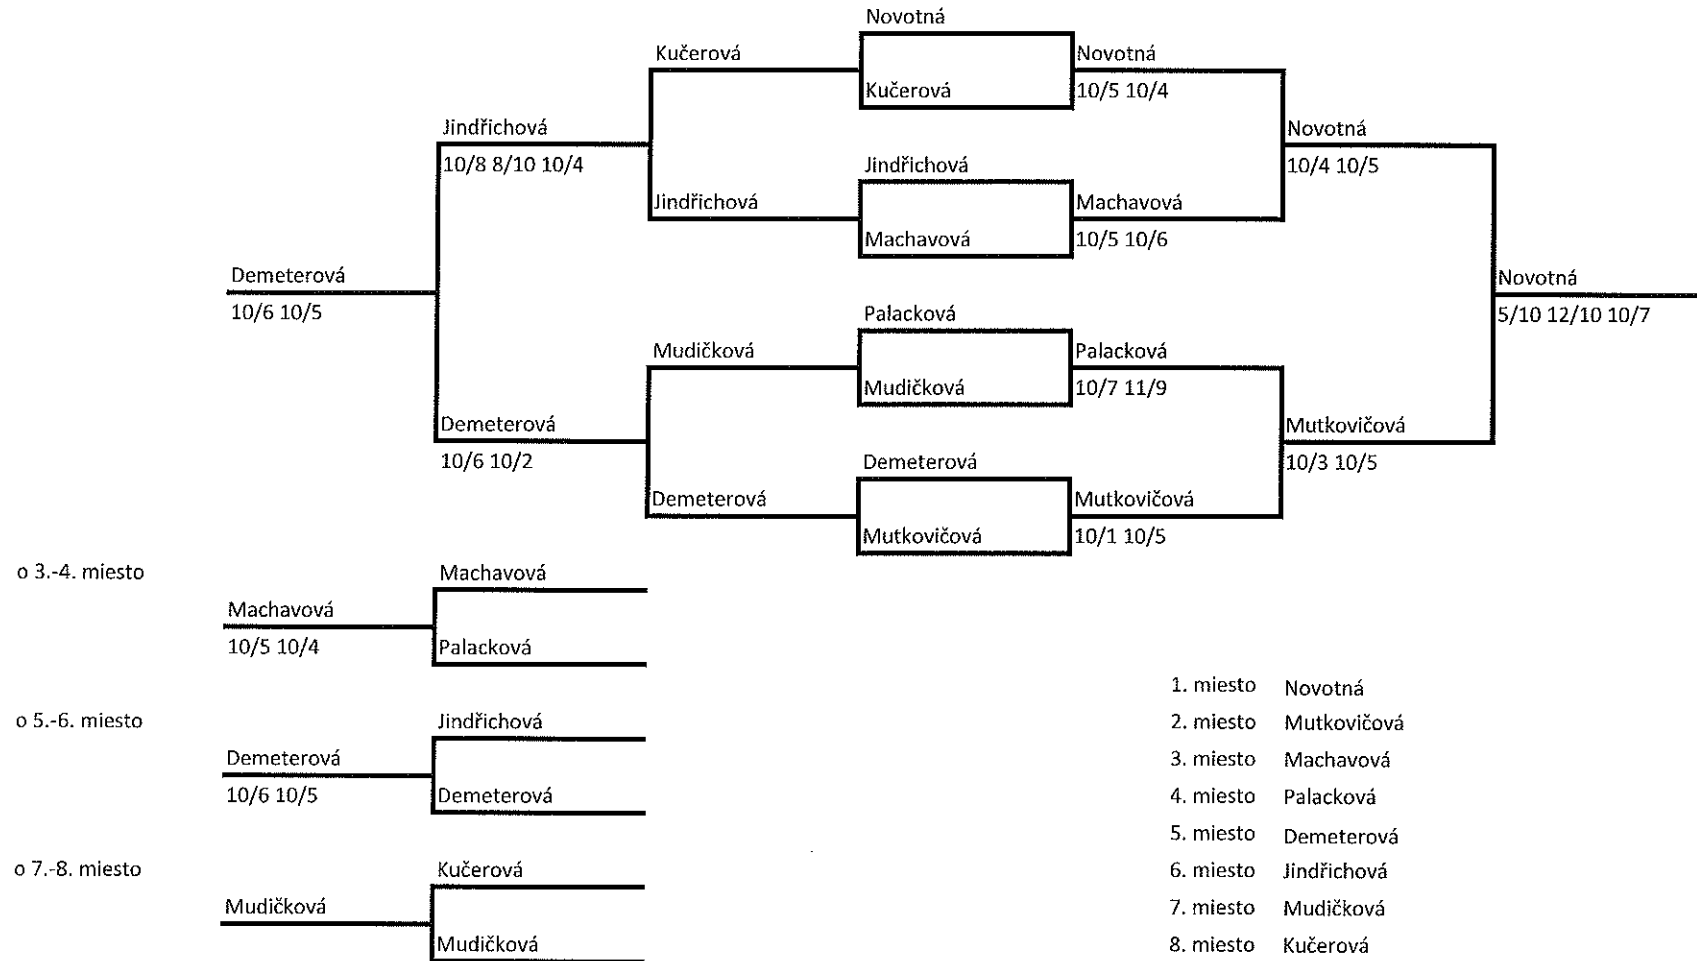 Novotná
Kučerová
Novotná
Kučerová
10/5 10/4
Jindřichová
Novotná
10/8 8/10 10/4
Jindřichová
10/4 10/5
Jindřichová
Machavová
Machavová
10/5 10/6
Demeterová
Novotná
10/6 10/5
Palacková
5/10 12/10 10/7
Mudičková
Palacková
Mudičková
10/7 11/9
Demeterová
Mutkovičová
10/6 10/2
Demeterová
10/3 10/5
Demeterová
Mutkovičová
Mutkovičová
10/1 10/5
o 3.-4. miesto
Machavová
Machavová
10/5 10/4
Palacková
1. miesto Novotná
o 5.-6. miesto
Jindřichová
2. miesto Mutkovičová
Demeterová
3. miesto Machavová
10/6 10/5
Demeterová
4. miesto Palacková
5. miesto Demeterová
o 7.-8. miesto
Kučerová
6. miesto Jindřichová
Mudičková
7. miesto Mudičková
Mudičková
8. miesto Kučerová